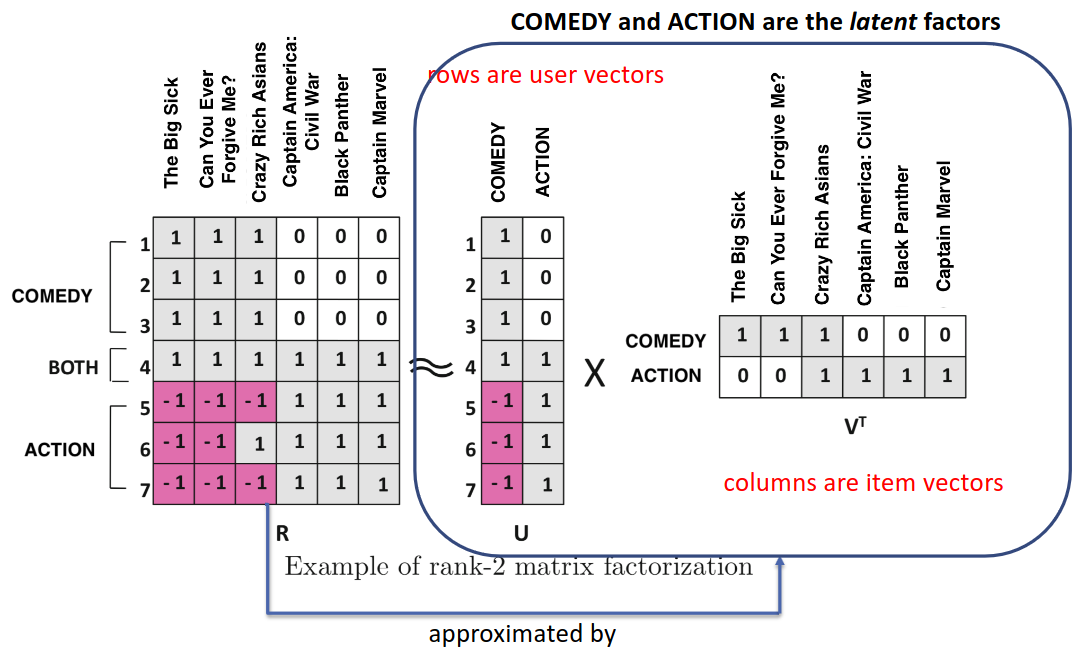 COMEDY and ACTION are the latent factors
rows are user vectors
The Big Sick
Can You Ever
Forgive Me?
Crazy Rich Asians
Captain America:
Civil War
Black Panther
Captain Marvel
COMEDY
ACTION
The Big Sick
Can You Ever Forgive Me?
Crazy Rich Asians
Captain America: Civil War
Black Panther
Captain Marvel
1 1 1 1 0 0 0
2 1 1 1 0 0 0
3 1 1 1 0 0 0
4 1 1 1 1 1 1
5 -1 -1 -1 1 1 1
6 -1 -1 1 1 1 1
7 -1 -1 -1 1 1 1
COMEDY
BOTH
ACTION
R
≈
1 1 0
2 1 0
3 1 0
4 1 1
5 -1 1
6 -1 1
7 -1 1
U
X
COMEDY 1 1 1 0 0 0
ACTION 0 0 1 1 1 1
VT
columns are item vectors
Example of rank-2 matrix factorization
approximated by